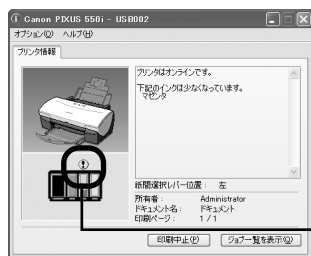 Canon PIXUS 550i - USB002
オプション(O) ヘルプ(H)
プリンタ情報
プリンタはオンラインです。
下記のインクは少なくなっています。
マゼンタ
紙間選択レバー位置： 左
所有者： Administrator
ドキュメント名： ドキュメント
印刷ページ： 1 / 1
印刷中止(P) ジョブ一覧を表示(Q)